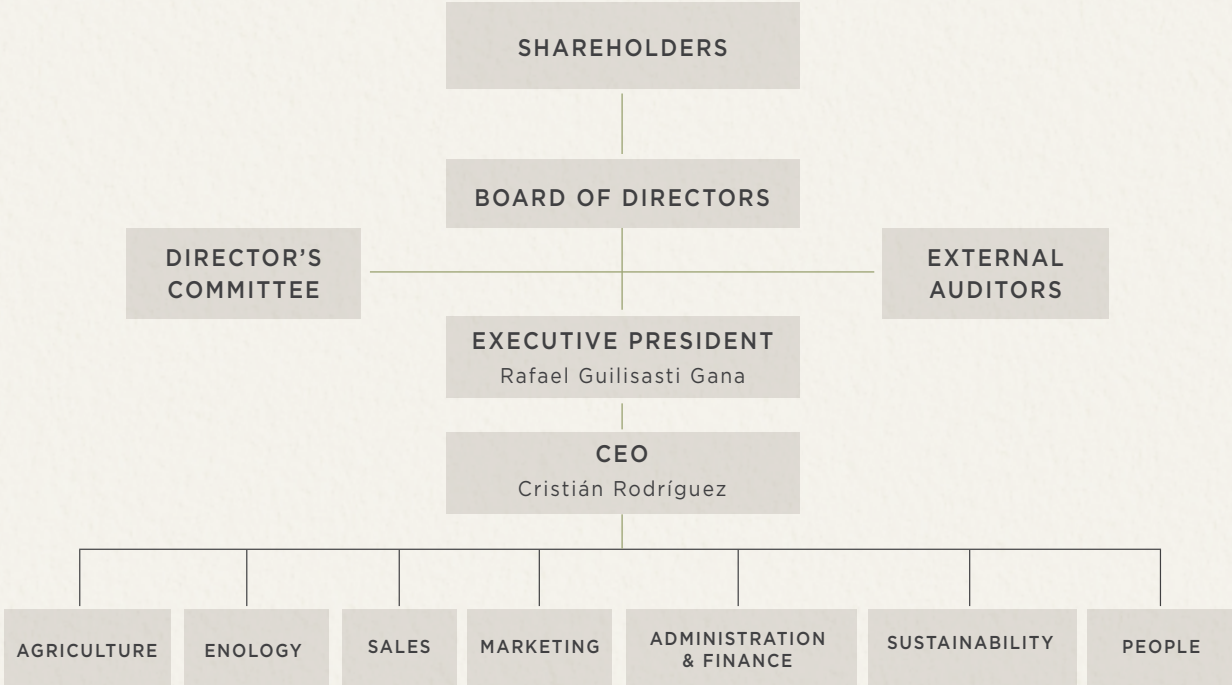 SHAREHOLDERS
BOARD OF DIRECTORS
DIRECTOR’S
COMMITTEE
EXTERNAL
AUDITORS
EXECUTIVE PRESIDENT
Rafael Guilisasti Gana
CEO
Cristián Rodríguez
AGRICULTURE
ENOLOGY
SALES
MARKETING
ADMINISTRATION
& FINANCE
SUSTAINABILITY
PEOPLE